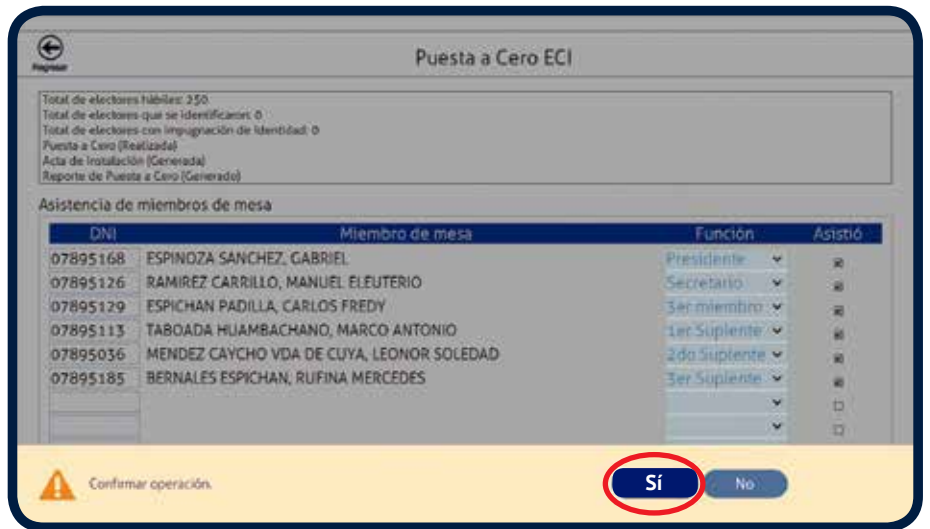 Regresar
Puesta a Cero ECI
Total de electores hábiles: 250
Total de electores que se identificaron: 0
Total de electores con impugnación de Identidad: 0
Puesta a Cero (Realizada)
Acta de Instalación (Generada)
Reporte de Puesta a Cero (Generado)
Asistencia de miembros de mesa
DNI Miembro de mesa Función Asistió
07895168 ESPINOZA SANCHEZ, GABRIEL Presidente
07895126 RAMIREZ CARRILLO, MANUEL ELEUTERIO Secretario
07895129 ESPICHAN PADILLA, CARLOS FREDY 3er miembro
07895113 TABOADA HUAMBACHANO, MARCO ANTONIO 1er Suplente
07895036 MENDEZ CAYCHO VDA DE CUYA, LEONOR SOLEDAD 2do Suplente
07895185 BERNALES ESPICHAN, RUFINA MERCEDES 3er Suplente
Confirmar operación. Sí No